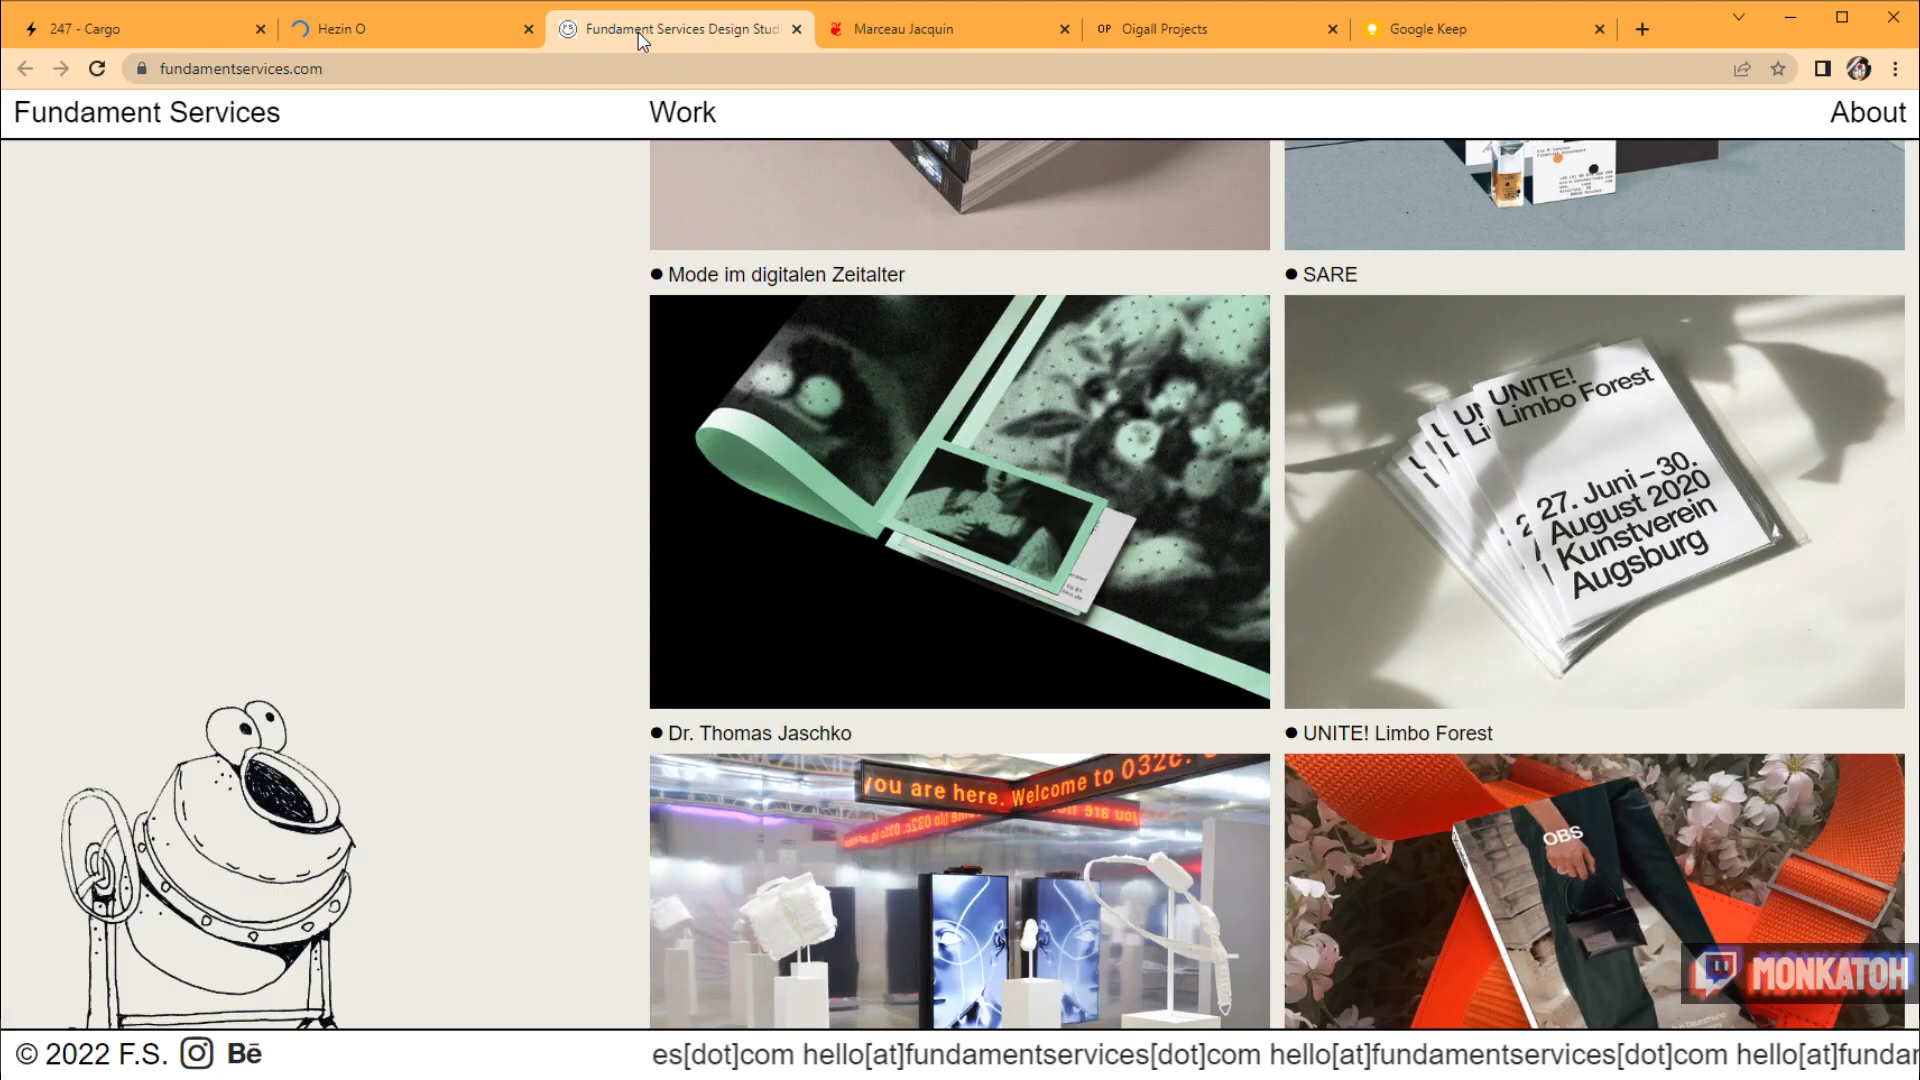 247 - Cargo
Hezin O
Fundament Services Design Stud
Marceau Jacquin
OP Oigall Projects
Google Keep
fundamentservices.com
Fundament Services
Work
About
Mode im digitalen Zeitalter
SARE
UNITE!
Limbo Forest
27. Juni – 30.
August 2020
Kunstverein
Augsburg
Dr. Thomas Jaschko
UNITE! Limbo Forest
You are here. Welcome to 032c.
OBS
MONKATOH
© 2022 F.S.
Bē
es[dot]com hello[at]fundamentservices[dot]com hello[at]fundamentservices[dot]com hello[at]funda